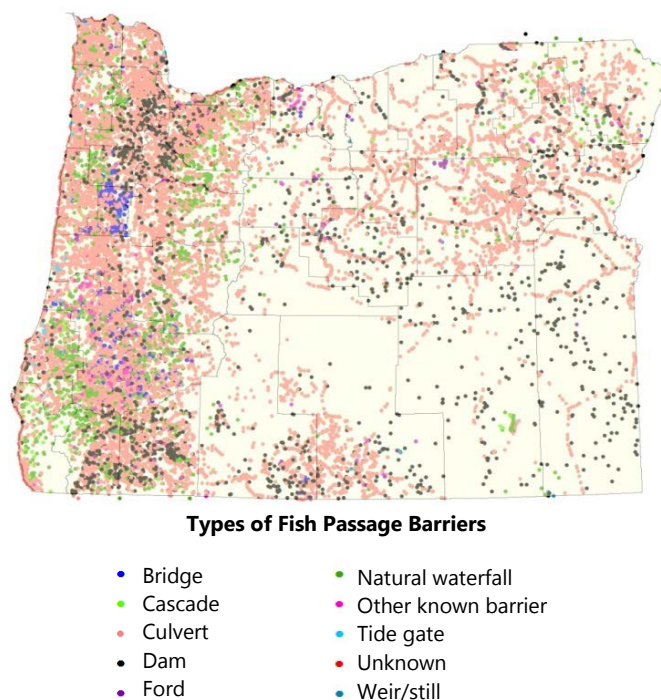 Types of Fish Passage Barriers
Bridge
Cascade
Culvert
Dam
Ford
Natural waterfall
Other known barrier
Tide gate
Unknown
Weir/still